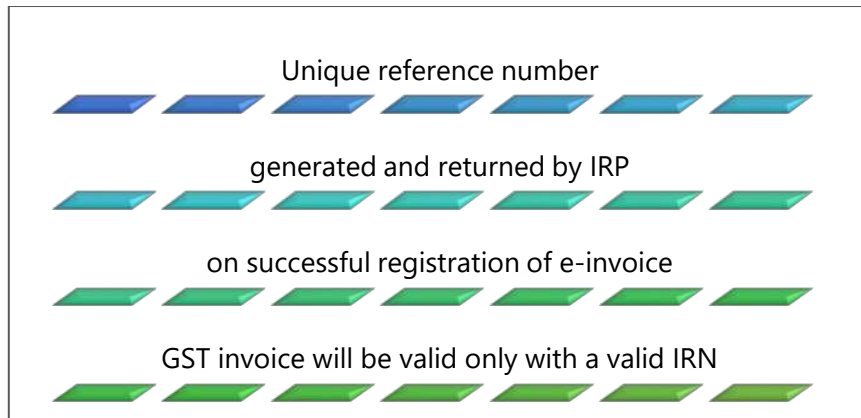 Unique reference number
generated and returned by IRP
on successful registration of e-invoice
GST invoice will be valid only with a valid IRN